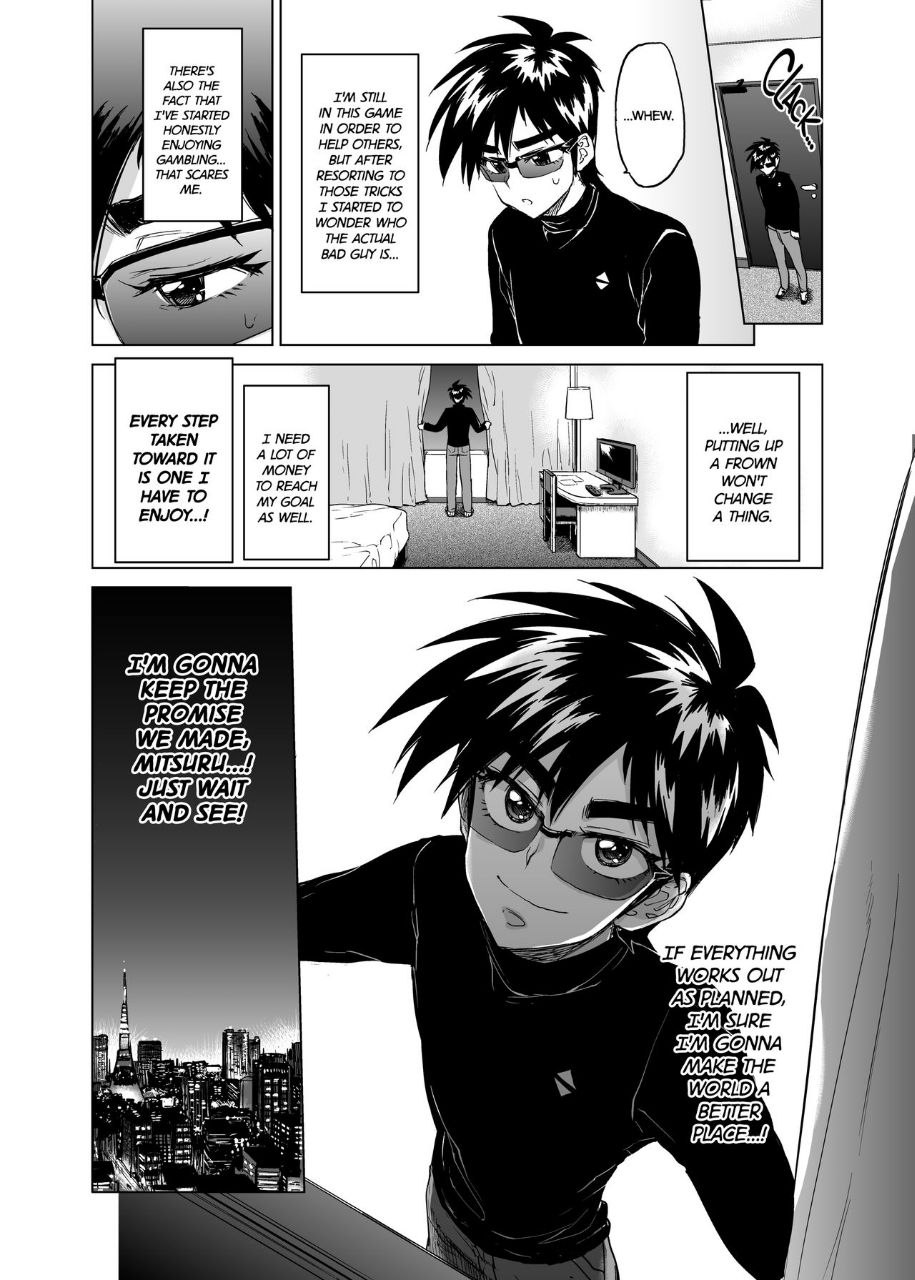 CLACK...
...WHEW.
I'M STILL
IN THIS GAME
IN ORDER TO
HELP OTHERS,
BUT AFTER
RESORTING TO
THOSE TRICKS
I STARTED TO
WONDER WHO
THE ACTUAL
BAD GUY IS...
THERE'S
ALSO THE
FACT THAT
I'VE STARTED
HONESTLY
ENJOYING
GAMBLING...
THAT SCARES
ME.
...WELL,
PUTTING UP
A FROWN
WON'T
CHANGE
A THING.
I NEED
A LOT OF
MONEY
TO REACH
MY GOAL
AS WELL.
EVERY STEP
TAKEN
TOWARD IT
IS ONE I
HAVE TO
ENJOY...!
IF EVERYTHING
WORKS OUT
AS PLANNED,
I'M SURE
I'M GONNA
MAKE THE
WORLD A
BETTER
PLACE...!
I'M GONNA
KEEP THE
PROMISE
WE MADE,
MITSURU...!
JUST WAIT
AND SEE!